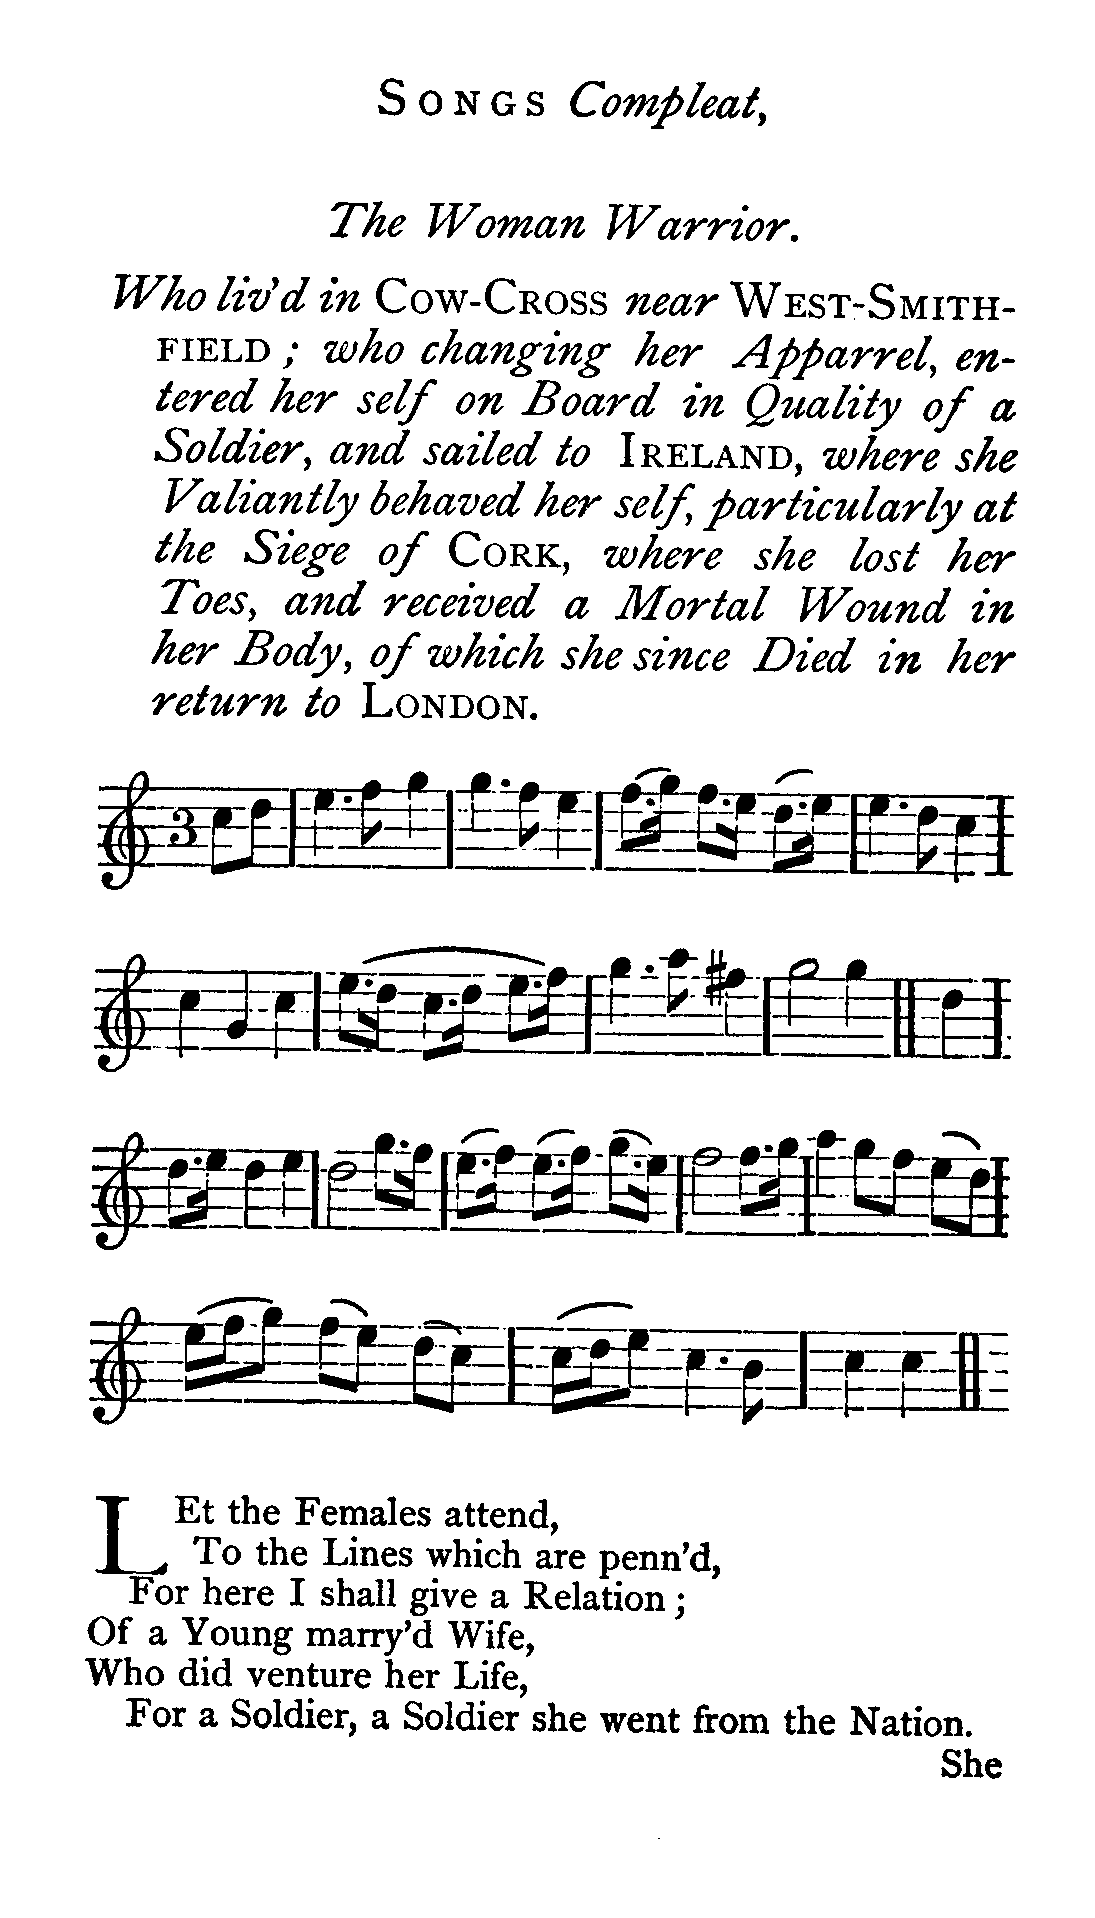 SONGS Compleat,
The Woman Warrior.
Who liv'd in COW-CROSS near WEST-SMITH-
FIELD ; who changing her Apparrel, en-
tered her self on Board in Quality of a
Soldier, and sailed to IRELAND, where she
Valiantly behaved her self, particularly at
the Siege of CORK, where she lost her
Toes, and received a Mortal Wound in
her Body, of which she since Died in her
return to LONDON.
3
LEt the Females attend,
To the Lines which are penn'd,
For here I shall give a Relation ;
Of a Young marry'd Wife,
Who did venture her Life,
For a Soldier, a Soldier she went from the Nation.
She